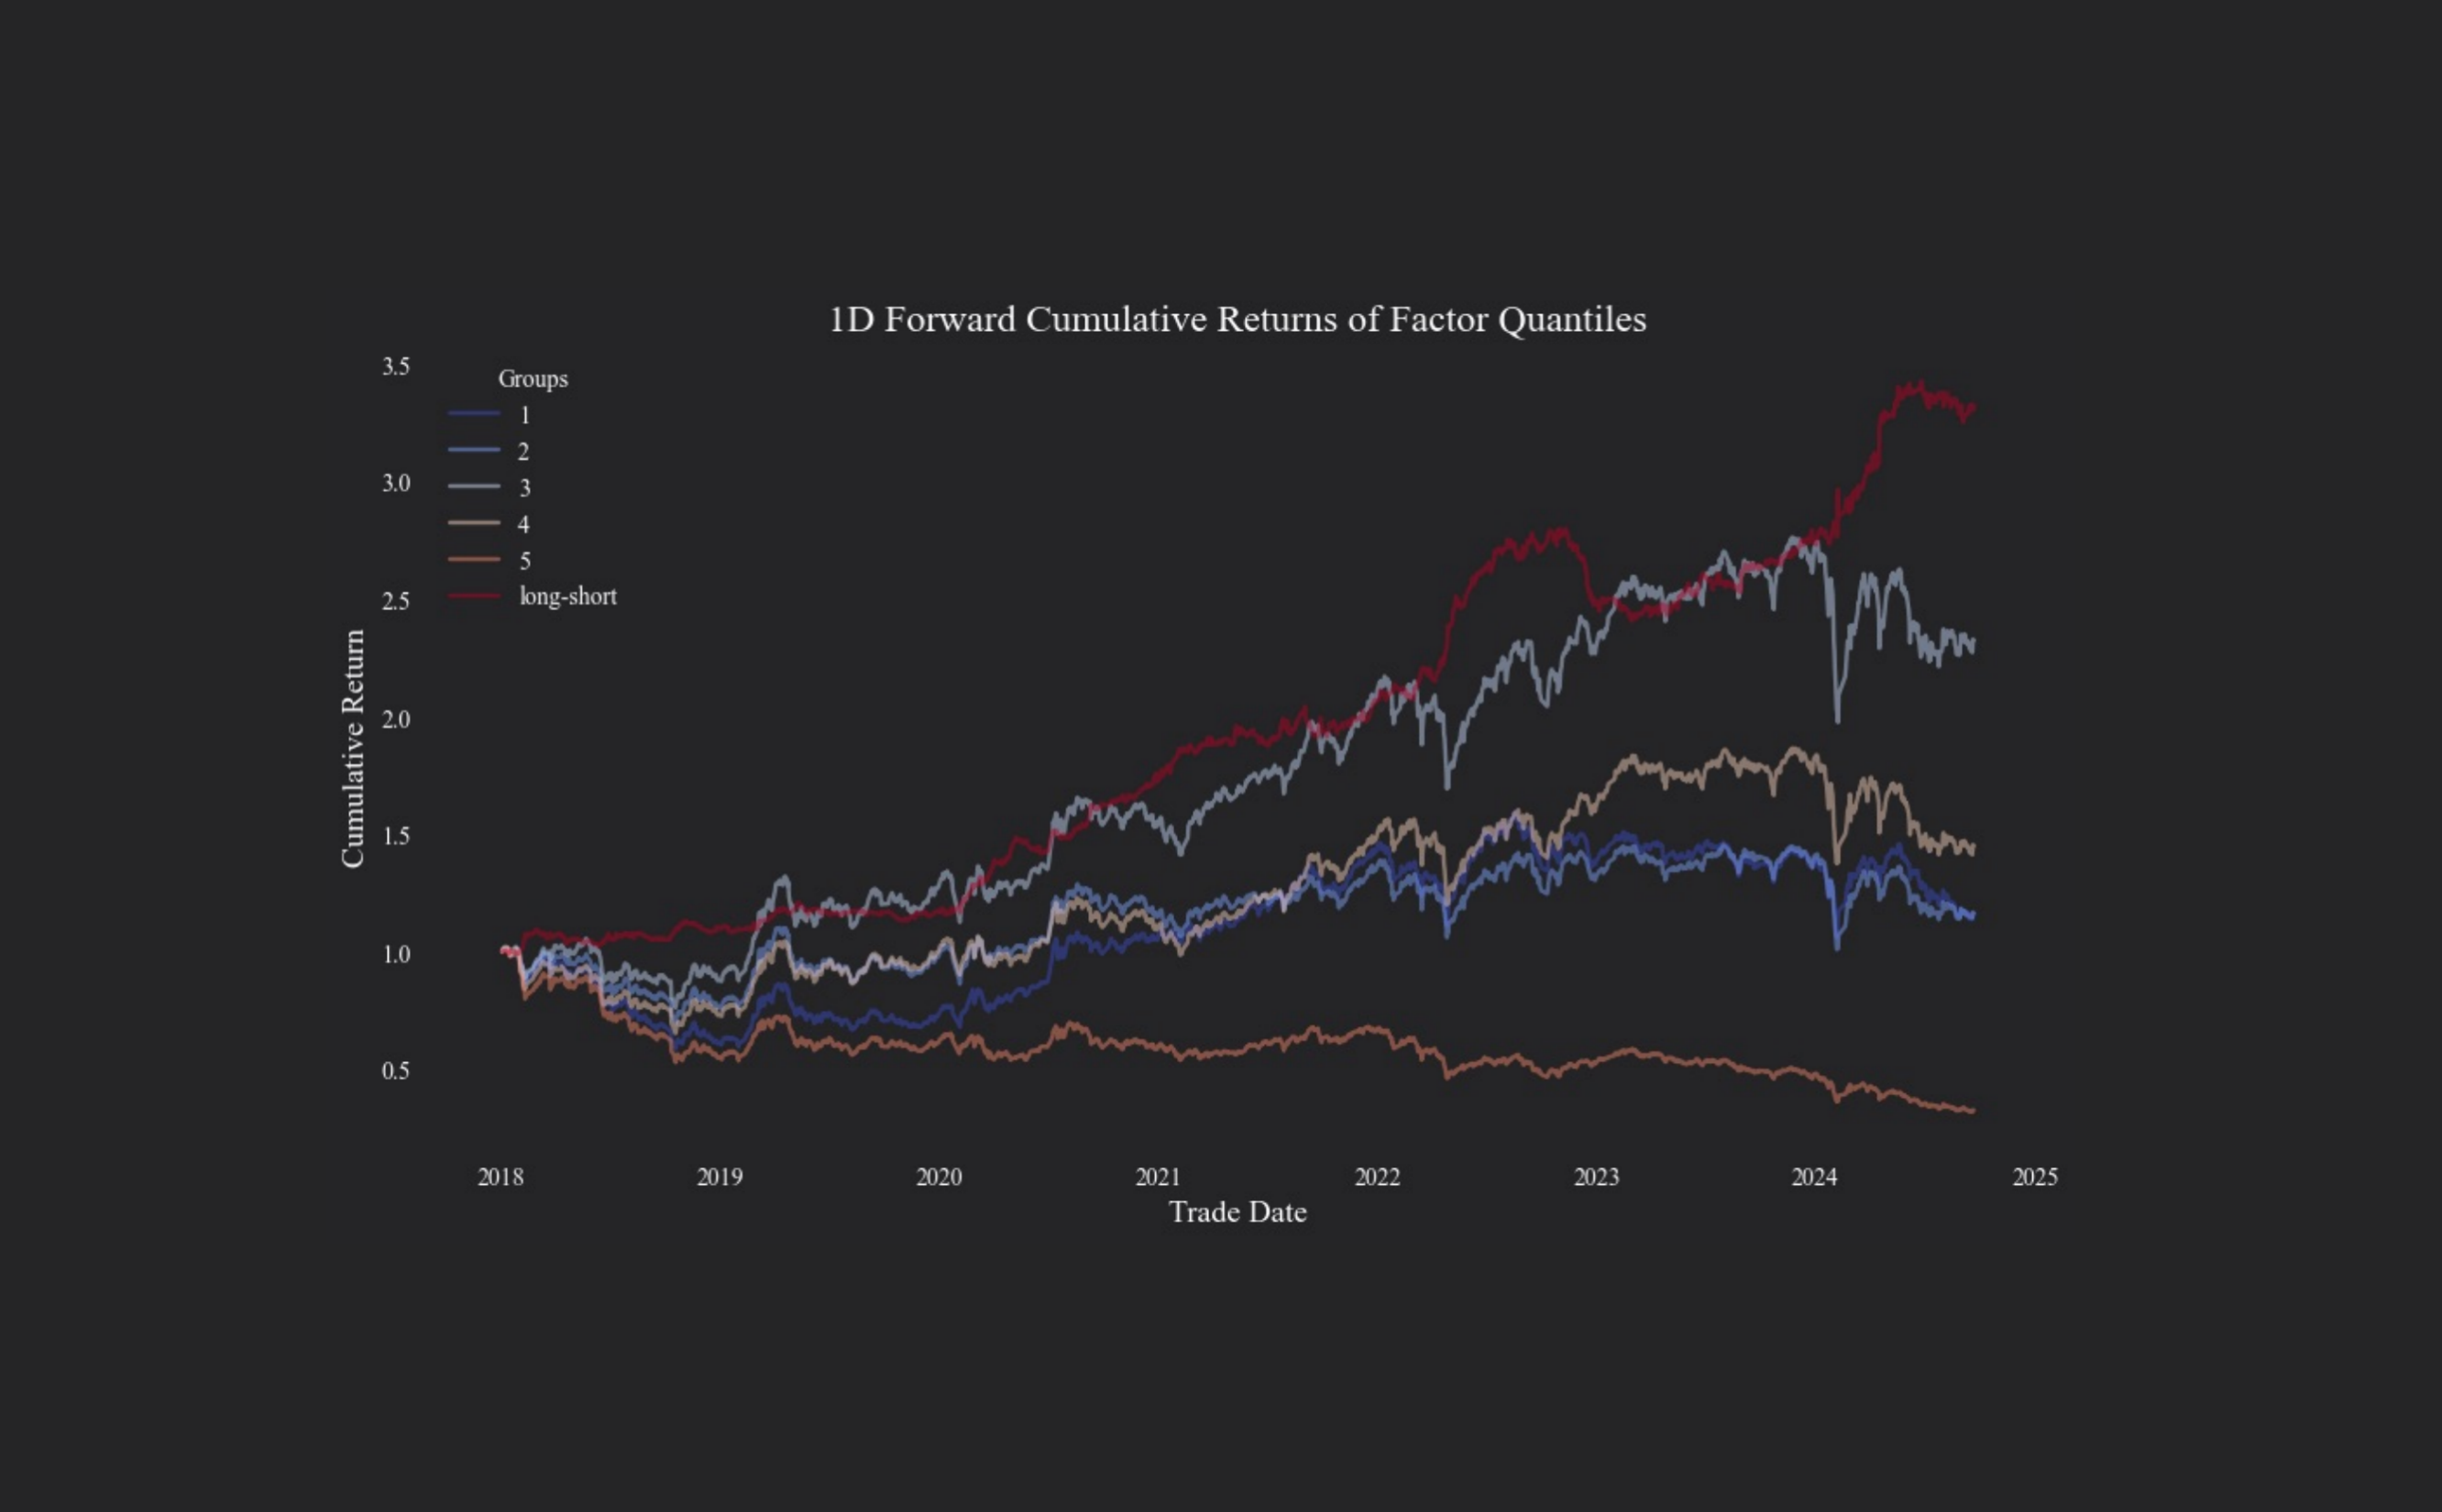 1D Forward Cumulative Returns of Factor Quantiles
3.5
3.0
2.5
2.0
1.5
1.0
0.5
Cumulative Return
Groups
1
2
3
4
5
long-short
2018 2019 2020 2021 2022 2023 2024 2025
Trade Date